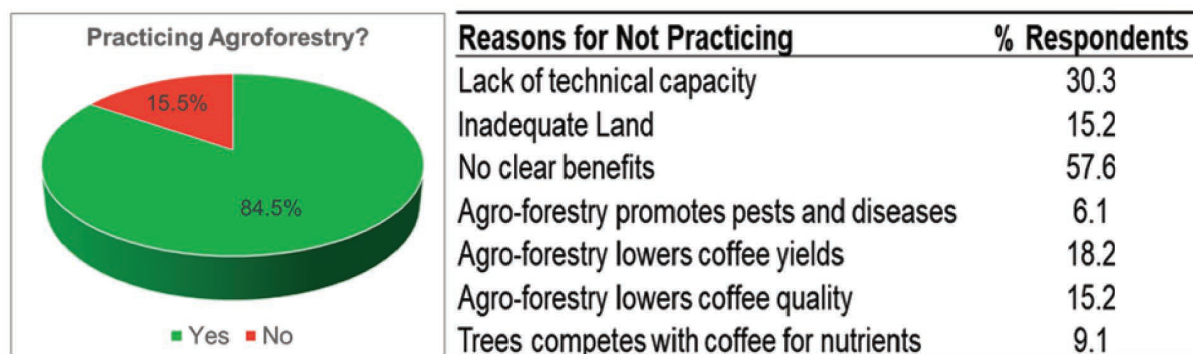 Practicing Agroforestry?
15.5%
84.5%
Yes No
Reasons for Not Practicing % Respondents
Lack of technical capacity 30.3
Inadequate Land 15.2
No clear benefits 57.6
Agro-forestry promotes pests and diseases 6.1
Agro-forestry lowers coffee yields 18.2
Agro-forestry lowers coffee quality 15.2
Trees competes with coffee for nutrients 9.1